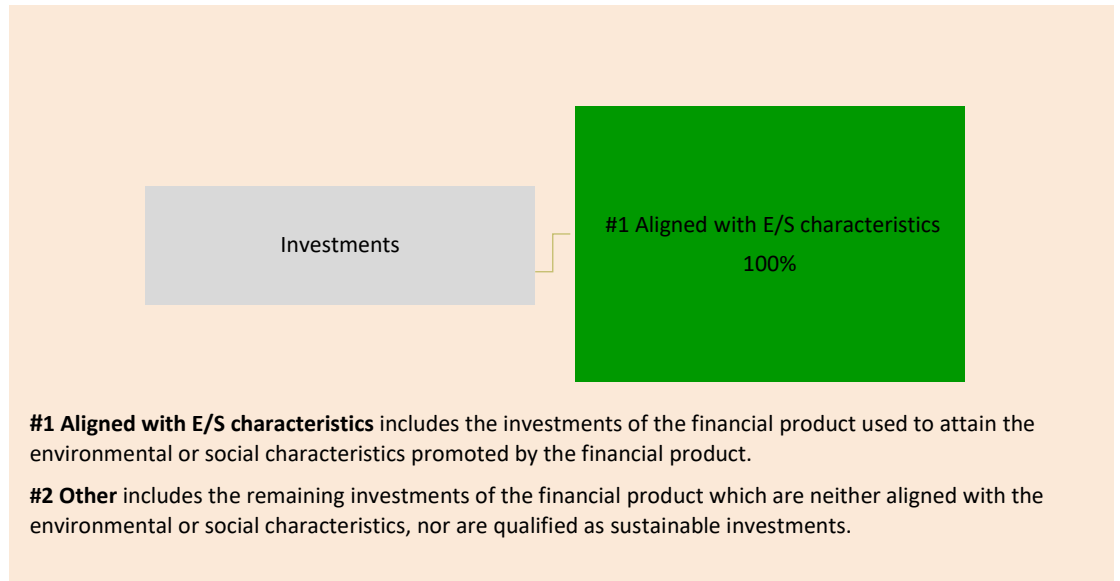 Investments
#1 Aligned with E/S characteristics
100%
#1 Aligned with E/S characteristics includes the investments of the financial product used to attain the
environmental or social characteristics promoted by the financial product.
#2 Other includes the remaining investments of the financial product which are neither aligned with the
environmental or social characteristics, nor are qualified as sustainable investments.